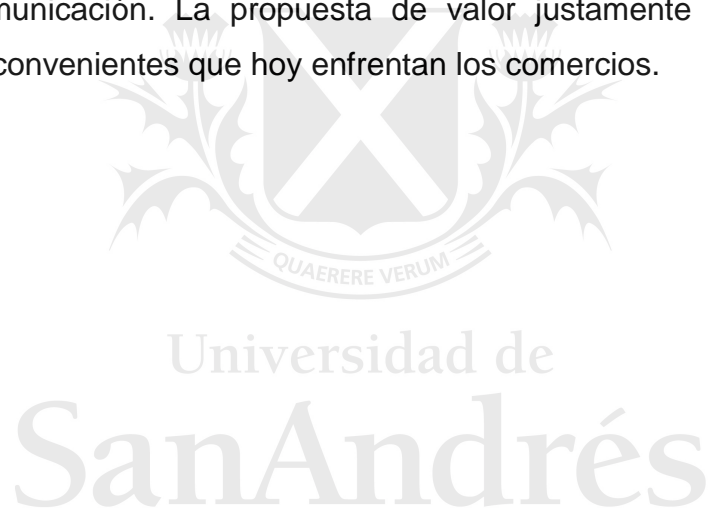 municación. La propuesta de valor justamente
convenientes que hoy enfrentan los comercios.
QUAERERE VERUM
Universidad de
SanAndrés